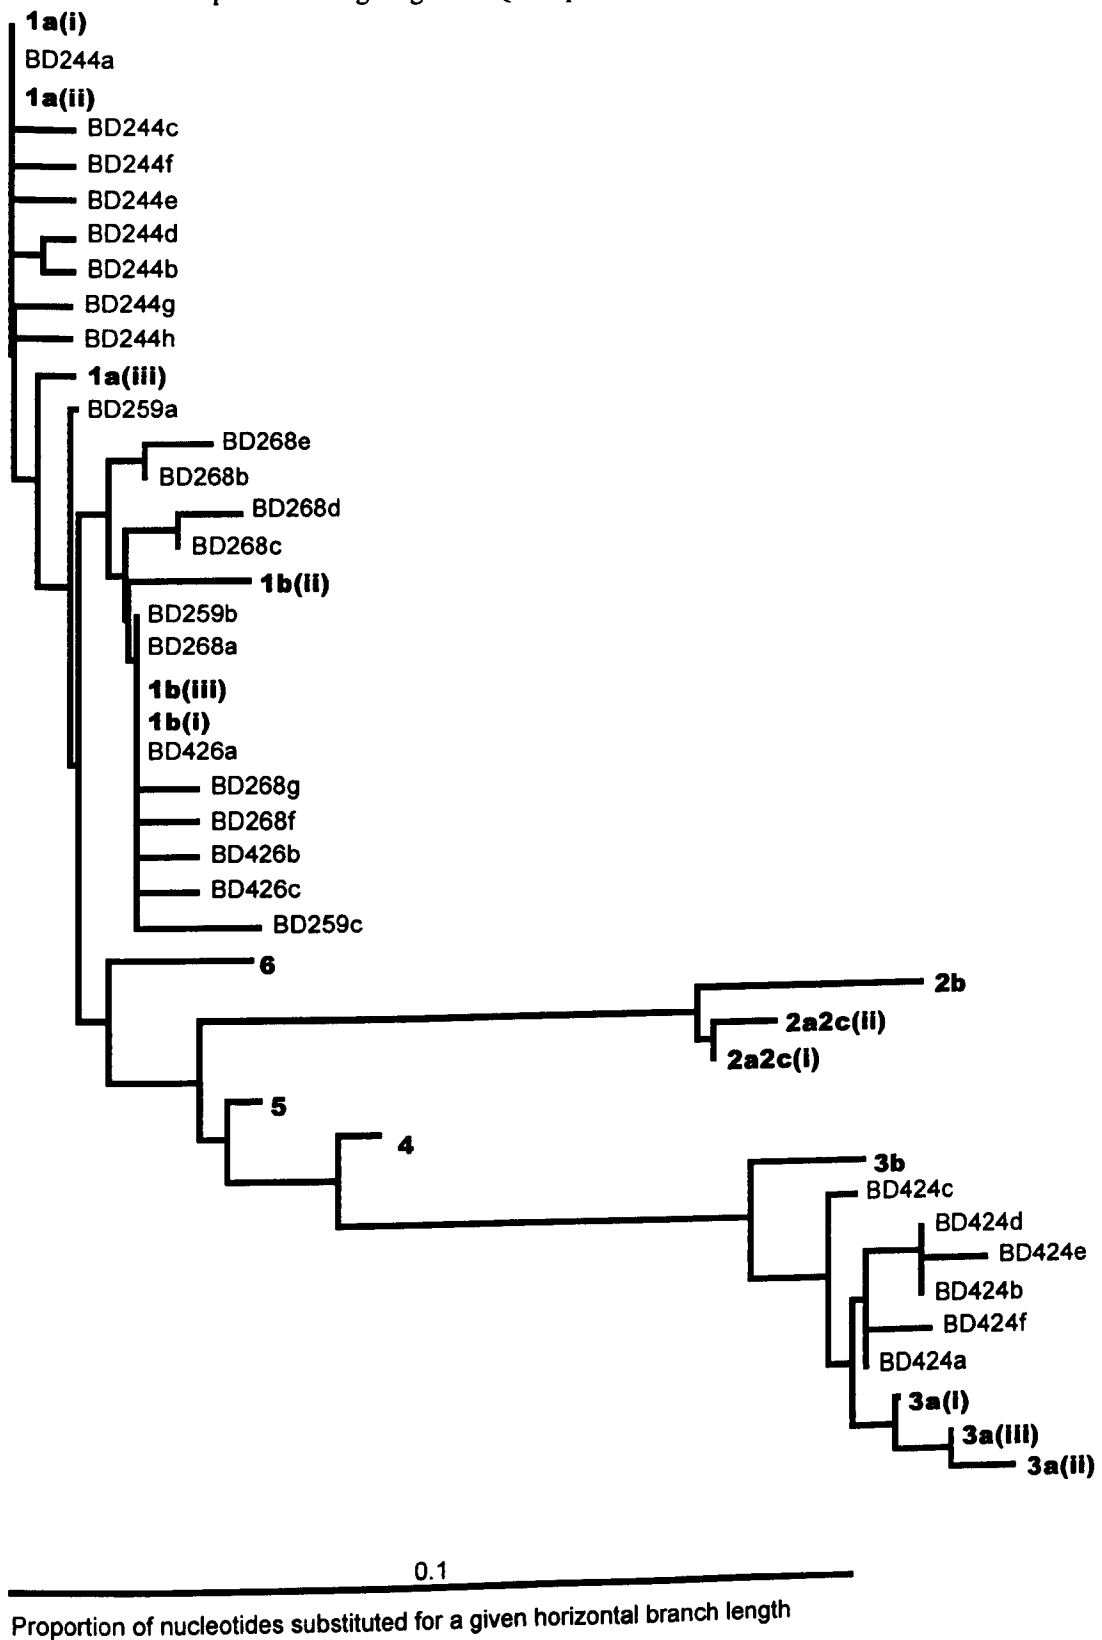 1a(i)
BD244a
1a(ii)
BD244c
BD244f
BD244e
BD244d
BD244b
BD244g
BD244h
1a(iii)
BD259a
BD268e
BD268b
BD268d
BD268c
1b(ii)
BD259b
BD268a
1b(iii)
1b(i)
BD426a
BD268g
BD268f
BD426b
BD426c
BD259c
6
2b
2a2c(ii)
2a2c(i)
5
4
3b
BD424c
BD424d
BD424e
BD424b
BD424f
BD424a
3a(i)
3a(iii)
3a(ii)
0.1
Proportion of nucleotides substituted for a given horizontal branch length